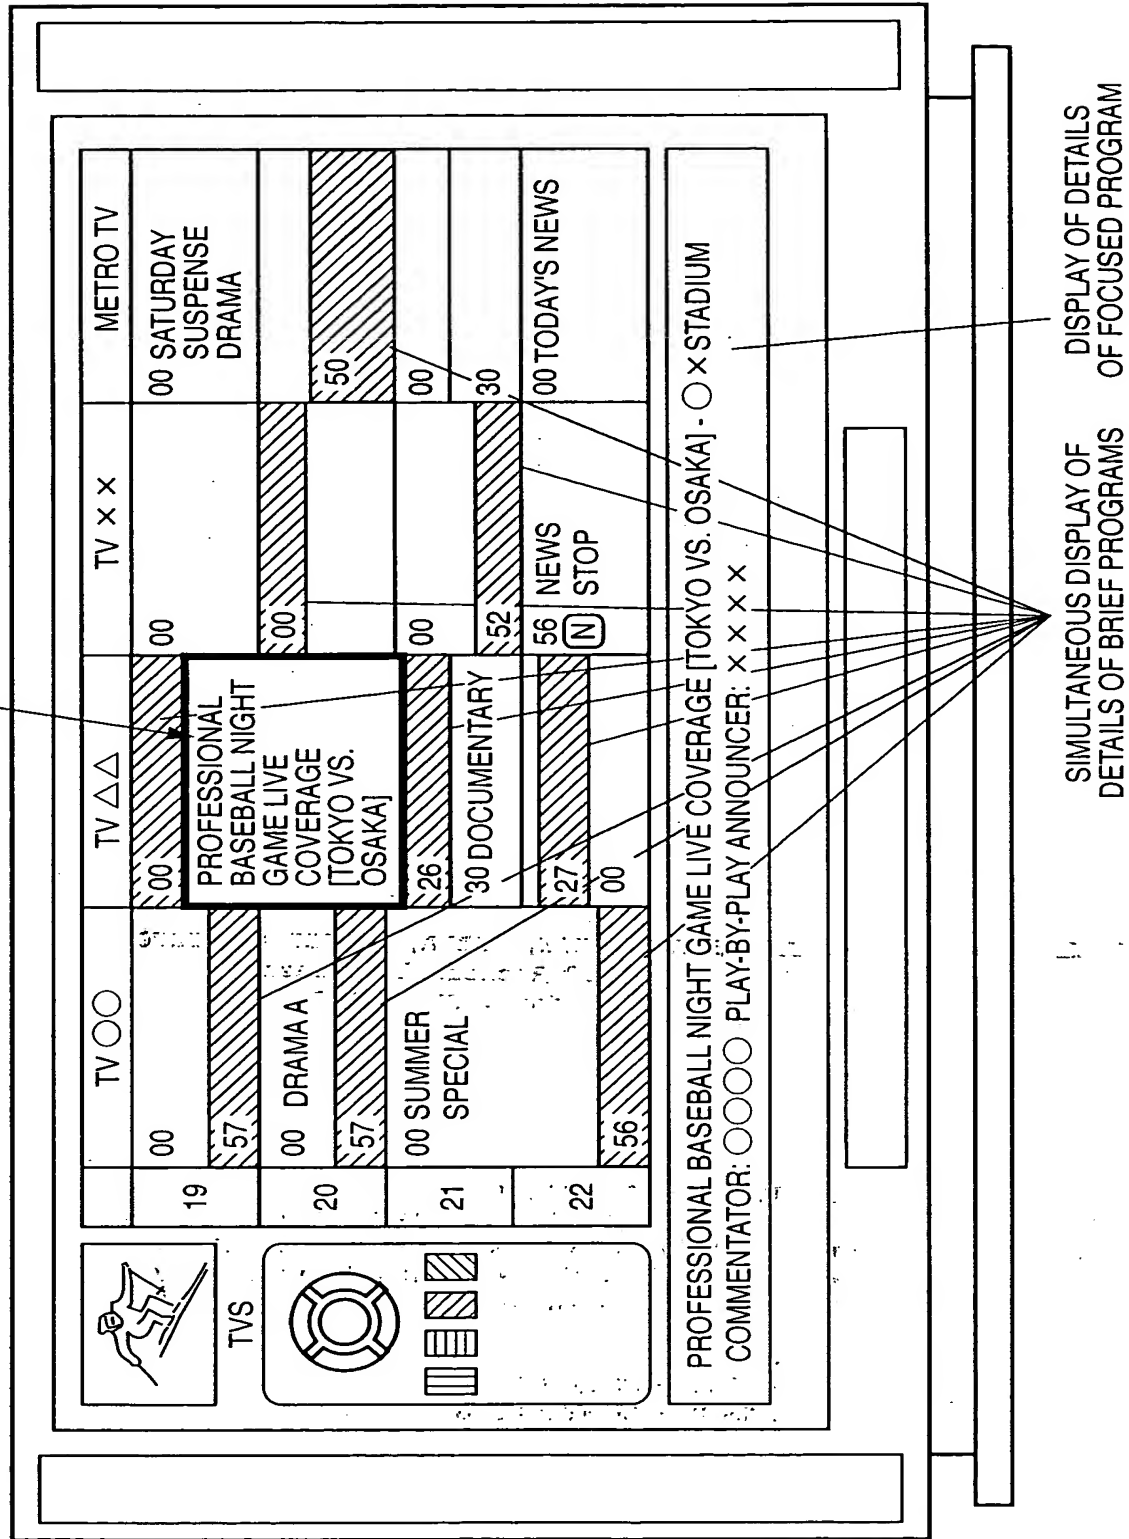 TV ○○
TV △△
TV × ×
METRO TV
19
20
21
22
00
57
00 DRAMA A
57
00 SUMMER
SPECIAL
56
00
PROFESSIONAL
BASEBALL NIGHT
GAME LIVE
COVERAGE
[TOKYO VS.
OSAKA]
26
30 DOCUMENTARY
27
00
00
00
00
52
56 NEWS
N STOP
00 SATURDAY
SUSPENSE
DRAMA
50
00
30
00 TODAY'S NEWS
TVS
PROFESSIONAL BASEBALL NIGHT GAME LIVE COVERAGE [TOKYO VS. OSAKA] - ○ × STADIUM
COMMENTATOR: ○○○○ PLAY-BY-PLAY ANNOUNCER: × × × ×
SIMULTANEOUS DISPLAY OF
DETAILS OF BRIEF PROGRAMS
DISPLAY OF DETAILS
OF FOCUSED PROGRAM